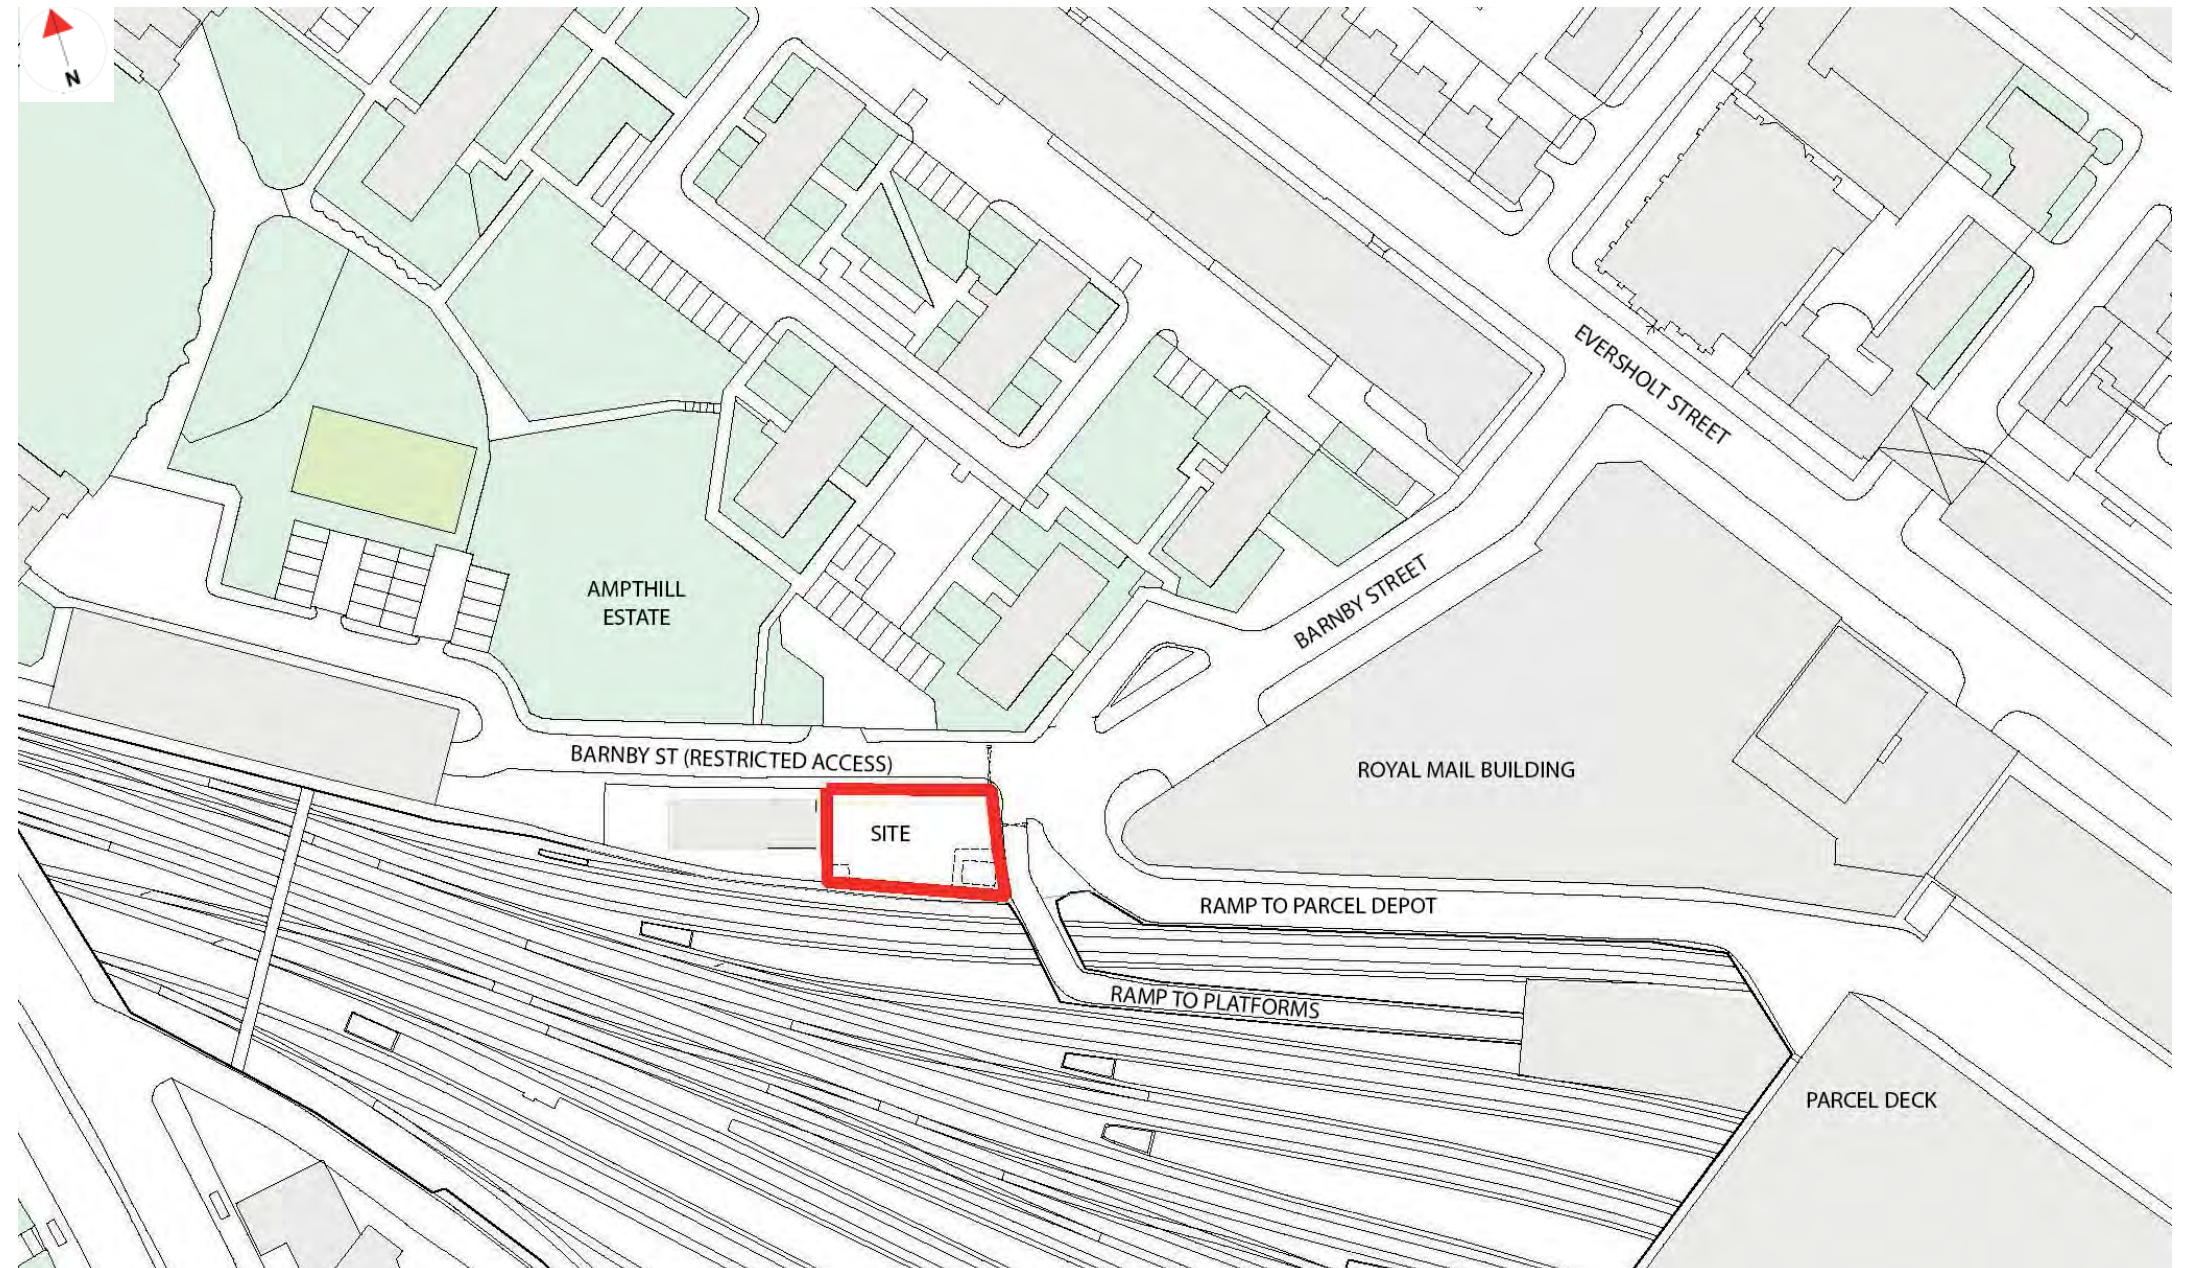 N
EVERSHOLT STREET
AMPTHILL
ESTATE
BARNBY STREET
BARNBY ST (RESTRICTED ACCESS)
ROYAL MAIL BUILDING
SITE
RAMP TO PARCEL DEPOT
RAMP TO PLATFORMS
PARCEL DECK